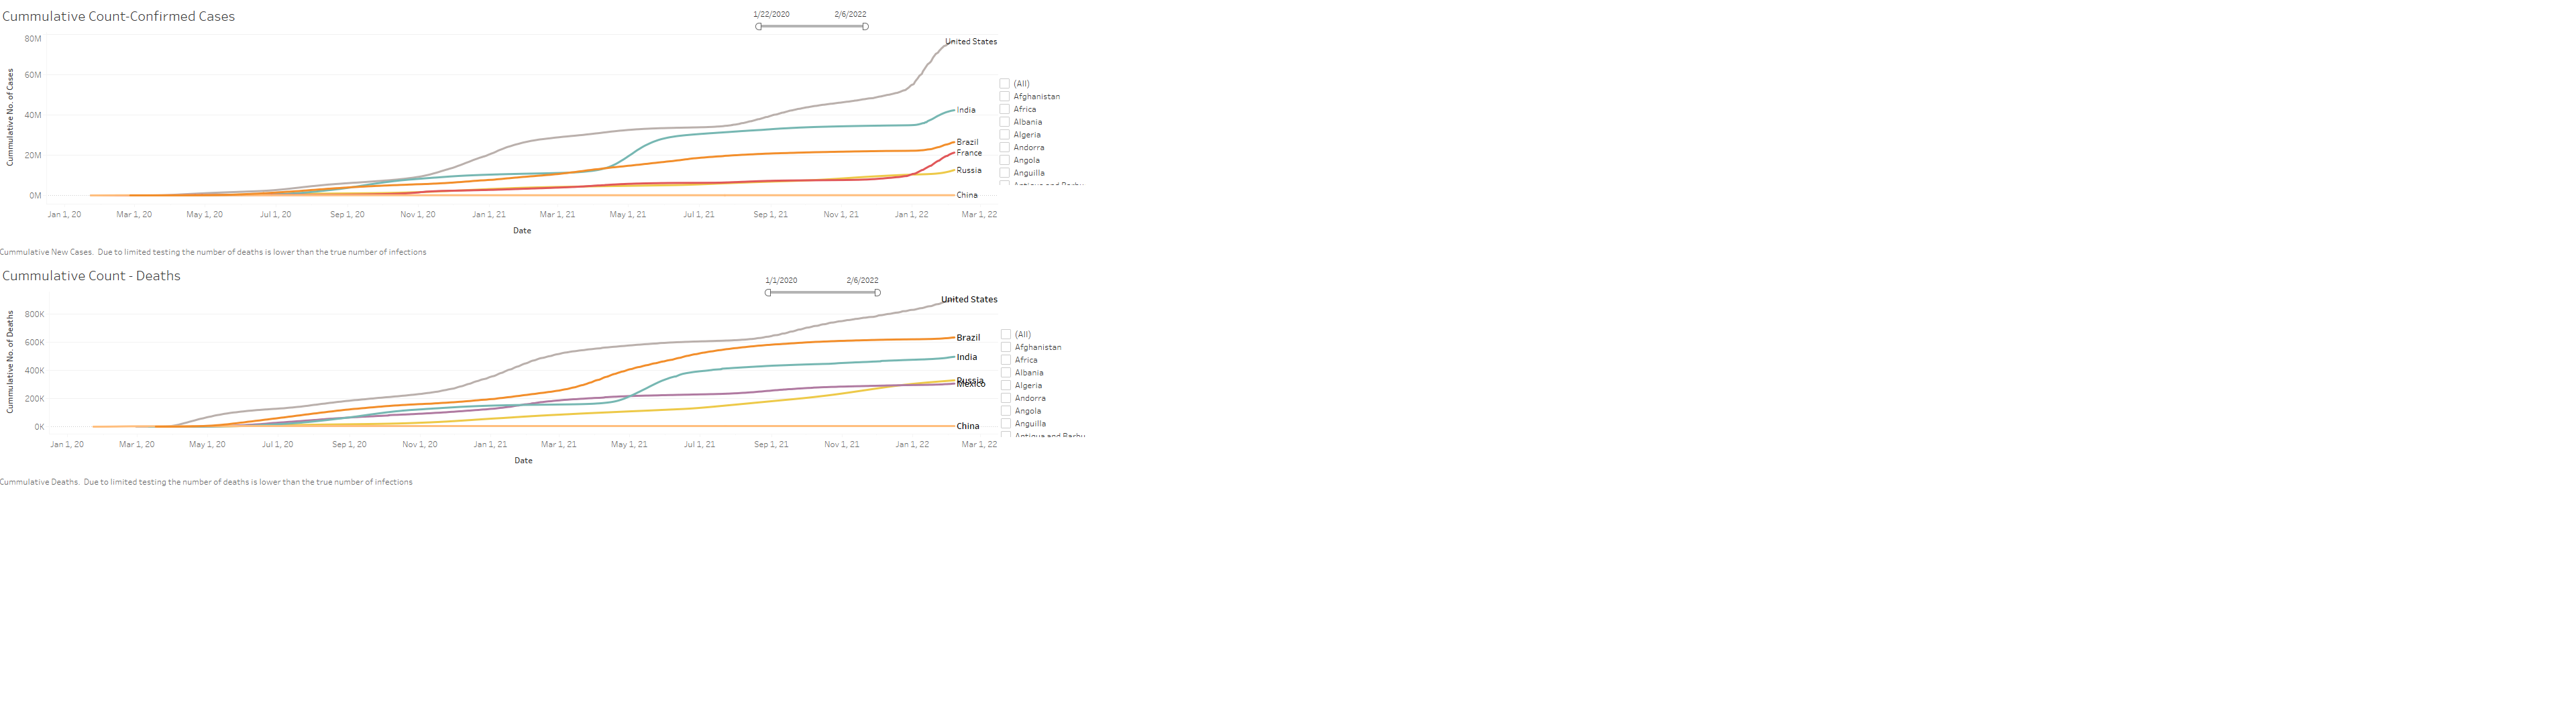 Cummulative Count-Confirmed Cases
1/22/2020 2/6/2022
80M
60M
40M
20M
0M
Cummulative No. of Cases
United States
India
Brazil
France
Russia
China
(All)
Afghanistan
Africa
Albania
Algeria
Andorra
Angola
Anguilla
Antigua and Barbu
Jan 1, 20 Mar 1, 20 May 1, 20 Jul 1, 20 Sep 1, 20 Nov 1, 20 Jan 1, 21 Mar 1, 21 May 1, 21 Jul 1, 21 Sep 1, 21 Nov 1, 21 Jan 1, 22 Mar 1, 22
Date
Cummulative New Cases. Due to limited testing the number of deaths is lower than the true number of infections
Cummulative Count - Deaths
1/1/2020 2/6/2022
800K
600K
400K
200K
0K
Cummulative No. of Deaths
United States
Brazil
India
Russia
Mexico
China
(All)
Afghanistan
Africa
Albania
Algeria
Andorra
Angola
Anguilla
Antigua and Barbu
Jan 1, 20 Mar 1, 20 May 1, 20 Jul 1, 20 Sep 1, 20 Nov 1, 20 Jan 1, 21 Mar 1, 21 May 1, 21 Jul 1, 21 Sep 1, 21 Nov 1, 21 Jan 1, 22 Mar 1, 22
Date
Cummulative Deaths. Due to limited testing the number of deaths is lower than the true number of infections